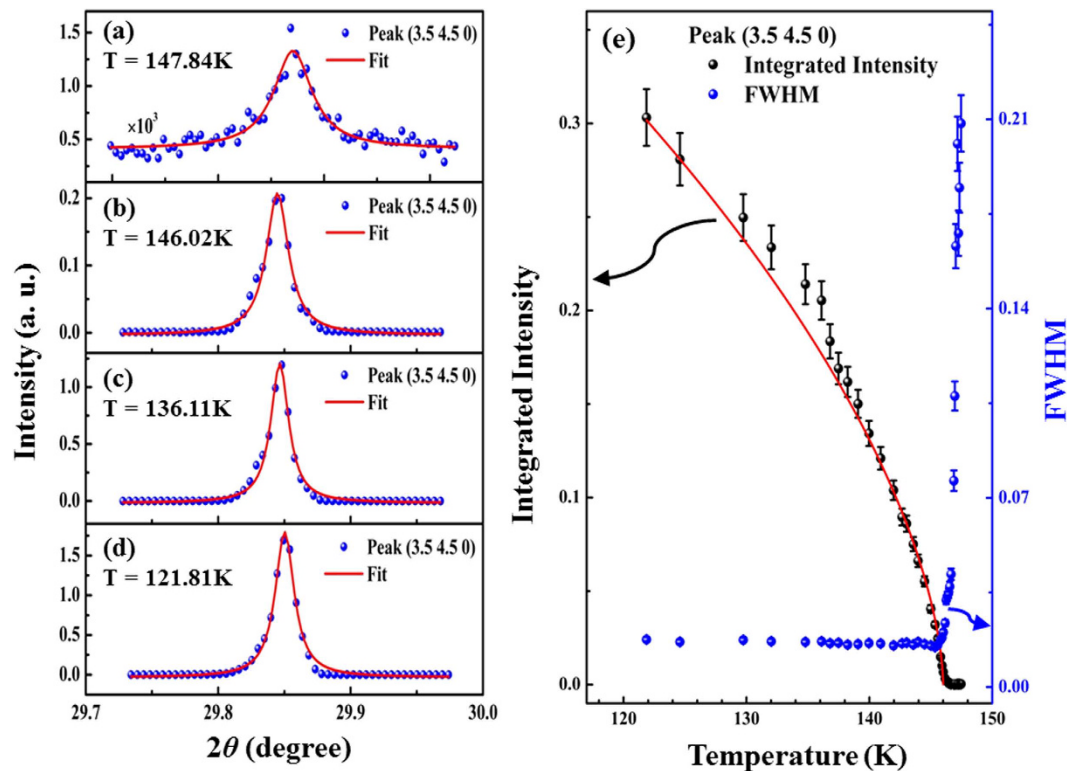 (a)
T = 147.84K
Peak (3.5 4.5 0)
Fit
×10³
1.5
1.0
0.5
(b)
T = 146.02K
Peak (3.5 4.5 0)
Fit
0.2
0.1
0.0
(c)
T = 136.11K
Peak (3.5 4.5 0)
Fit
1.0
0.5
0.0
(d)
T = 121.81K
Peak (3.5 4.5 0)
Fit
1.5
1.0
0.5
0.0
29.7 29.8 29.9 30.0
2θ (degree)
Intensity (a. u.)
(e)
Peak (3.5 4.5 0)
Integrated Intensity
FWHM
0.3
0.2
0.1
0.0
Integrated Intensity
0.21
0.14
0.07
0.00
FWHM
120 130 140 150
Temperature (K)